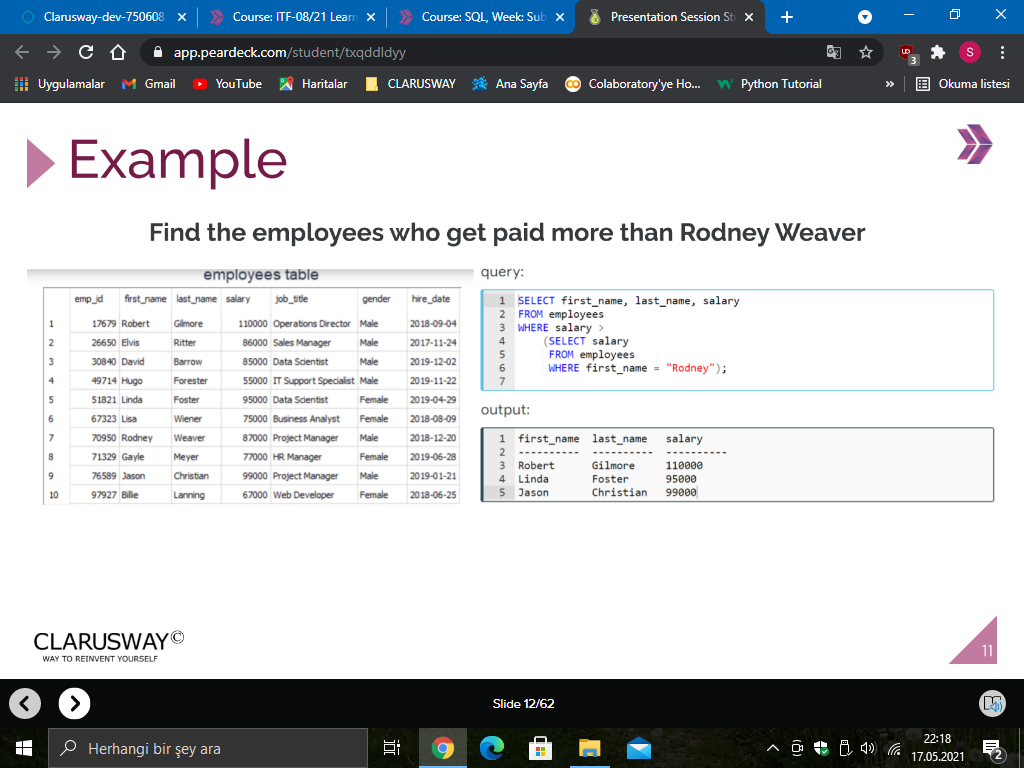 Clarusway-dev-750608
Course: ITF-08/21 Learn
Course: SQL, Week: Sub
Presentation Session St
app.peardeck.com/student/txqddldyy
3
S
Uygulamalar
Gmail
YouTube
Haritalar
CLARUSWAY
Ana Sayfa
Colaboratory'ye Ho...
Python Tutorial
»
Okuma listesi
Example
Find the employees who get paid more than Rodney Weaver
employees table
emp_id first_name last_name salary job_title gender hire_date
1 17679 Robert Gilmore 110000 Operations Director Male 2018-09-04
2 26650 Elvis Ritter 86000 Sales Manager Male 2017-11-24
3 30840 David Barrow 85000 Data Scientist Male 2019-12-02
4 49714 Hugo Forester 55000 IT Support Specialist Male 2019-11-22
5 51821 Linda Foster 95000 Data Scientist Female 2019-04-29
6 67323 Lisa Wiener 75000 Business Analyst Female 2018-08-09
7 70950 Rodney Weaver 87000 Project Manager Male 2018-12-20
8 71329 Gayle Meyer 77000 HR Manager Female 2019-06-28
9 76589 Jason Christian 99000 Project Manager Male 2019-01-21
10 97927 Billie Lanning 67000 Web Developer Female 2018-06-25
query:
1 SELECT first_name, last_name, salary
2 FROM employees
3 WHERE salary >
4 (SELECT salary
5 FROM employees
6 WHERE first_name = "Rodney");
7
output:
1 first_name last_name salary
2 ---------- ---------- ----------
3 Robert Gilmore 110000
4 Linda Foster 95000
5 Jason Christian 99000
CLARUSWAY©
WAY TO REINVENT YOURSELF
11
Slide 12/62
Herhangi bir şey ara
22:18
17.05.2021
2